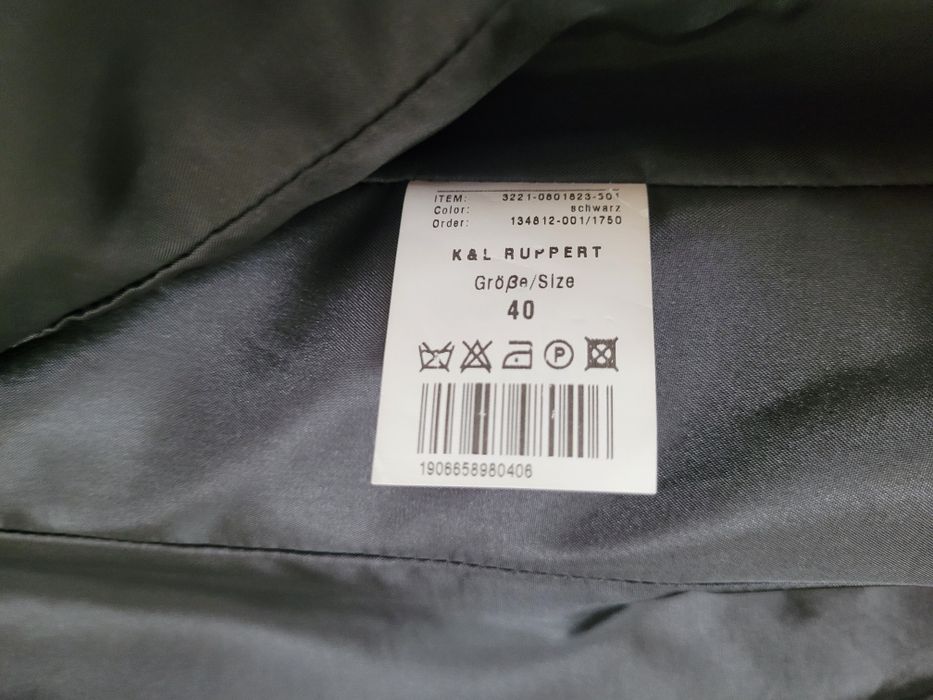 ITEM: 3221-0801823-501
Color: schwarz
Order: 134812-001/1750
K&L RUPPERT
Größe/Size
40
P
1906658980406